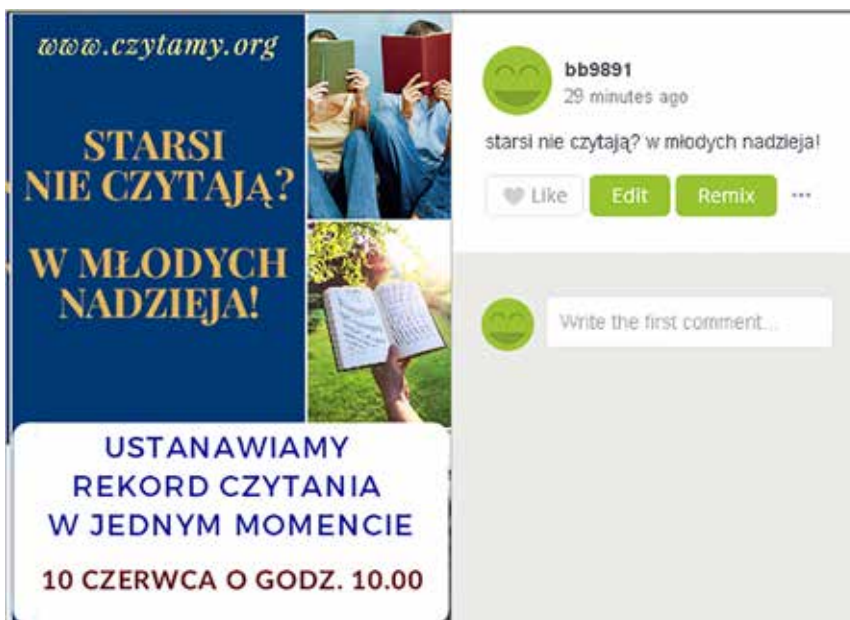 www.czytamy.org
STARSI
NIE CZYTAJĄ?
W MŁODYCH
NADZIEJA!
USTANAWIAMY
REKORD CZYTANIA
W JEDNYM MOMENCIE
10 CZERWCA O GODZ. 10.00
bb9891
29 minutes ago
starsi nie czytają? w młodych nadzieja!
Like Edit Remix ...
Write the first comment...